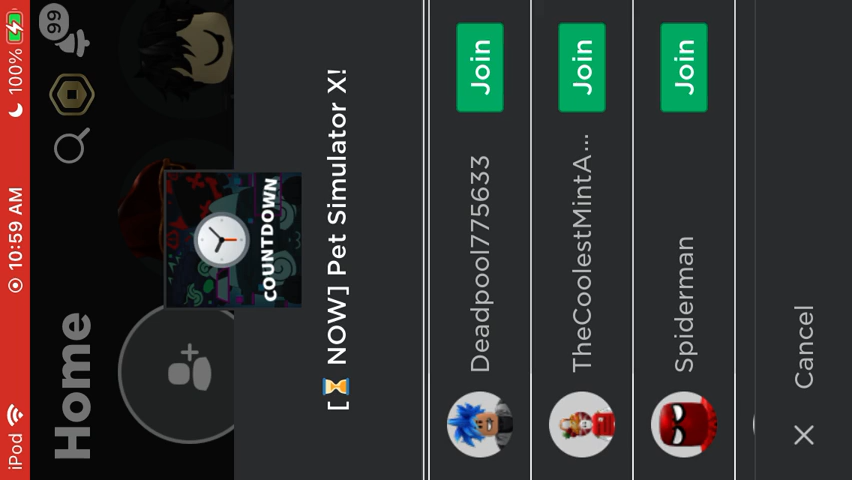 iPod 10:59 AM 100%
Home
99
COUNTDOWN
[⏳ NOW] Pet Simulator X!
Deadpool775633 Join
TheCoolestMintA... Join
Spiderman Join
Cancel